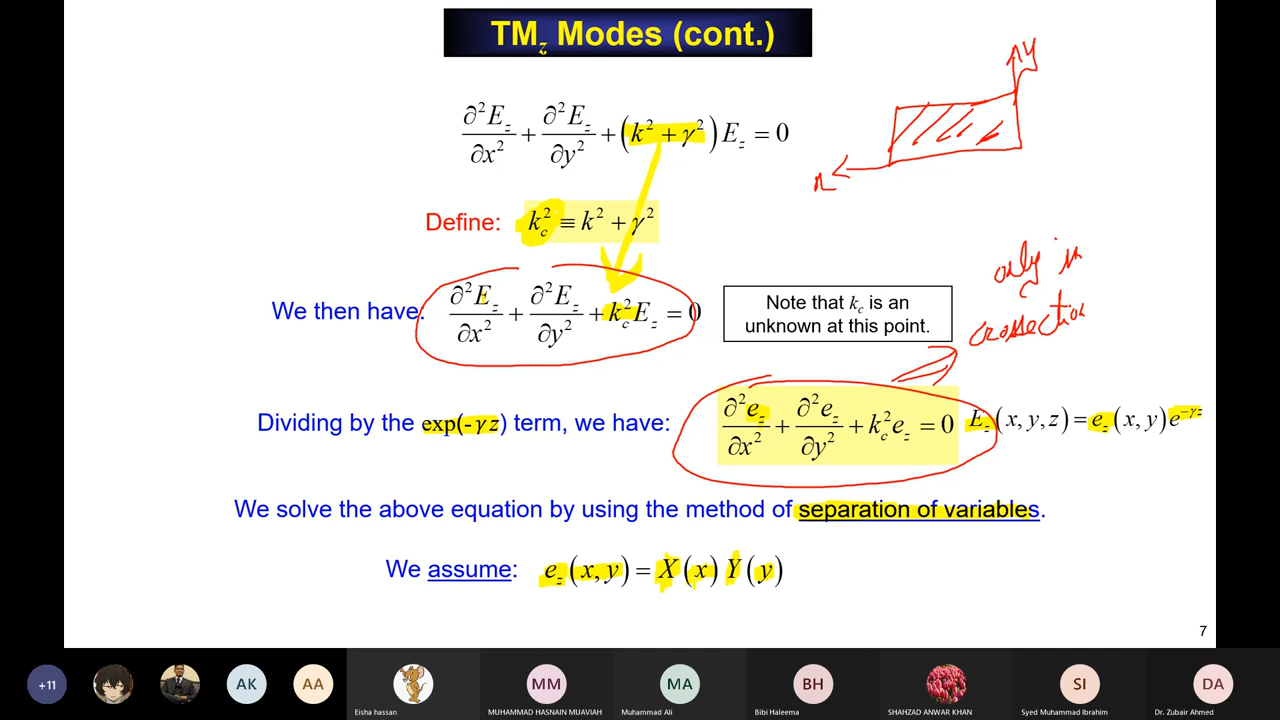 TMz Modes (cont.)
∂²Ez/∂x² + ∂²Ez/∂y² + (k² + γ²)Ez = 0
y
x
Define: kc² ≡ k² + γ²
only in
crossection
We then have: ∂²Ez/∂x² + ∂²Ez/∂y² + kc²Ez = 0
Note that kc is an
unknown at this point.
Dividing by the exp(-γz) term, we have: ∂²ez/∂x² + ∂²ez/∂y² + kc²ez = 0 Ez(x, y, z) = ez(x, y)e^−γz
We solve the above equation by using the method of separation of variables.
We assume: ez(x, y) = X(x) Y(y)
7
+11 AK AA MM MA BH SI DA
Eisha hassan MUHAMMAD HASNAIN MUAVIAH Muhammad Ali Bibi Haleema SHAHZAD ANWAR KHAN Syed Muhammad Ibrahim Dr. Zubair Ahmed